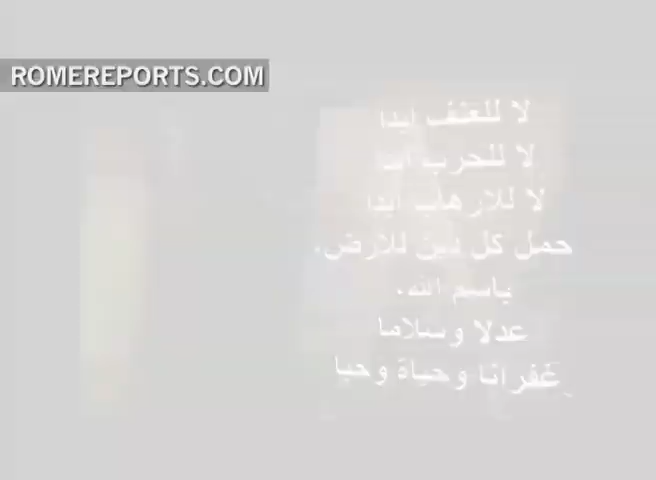 ROMEREPORTS.COM
لا للعنف ابدا
لا للحرب
لا للارهاب ابدا
حمل كل دين للارض،
باسم الله،
عدلا وسلاما
غفرانا وحياة وحبا